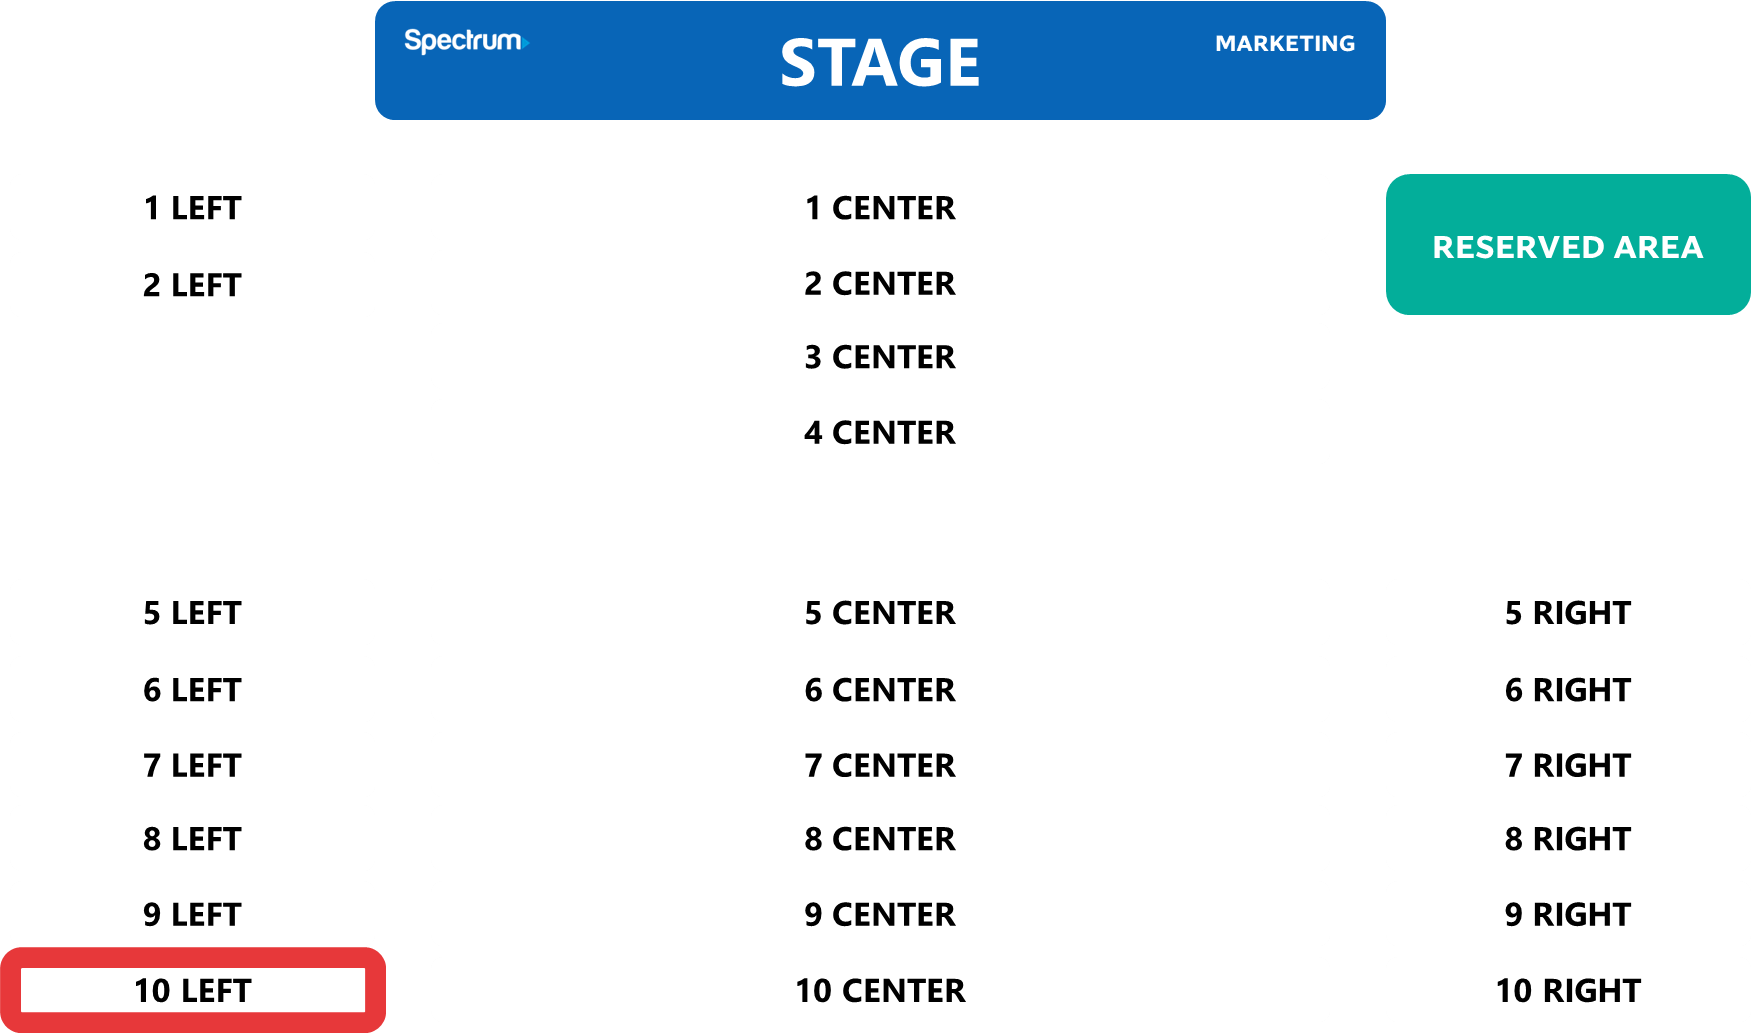 Spectrum STAGE MARKETING
1 LEFT 1 CENTER RESERVED AREA
2 LEFT 2 CENTER
3 CENTER
4 CENTER
5 LEFT 5 CENTER 5 RIGHT
6 LEFT 6 CENTER 6 RIGHT
7 LEFT 7 CENTER 7 RIGHT
8 LEFT 8 CENTER 8 RIGHT
9 LEFT 9 CENTER 9 RIGHT
10 LEFT 10 CENTER 10 RIGHT